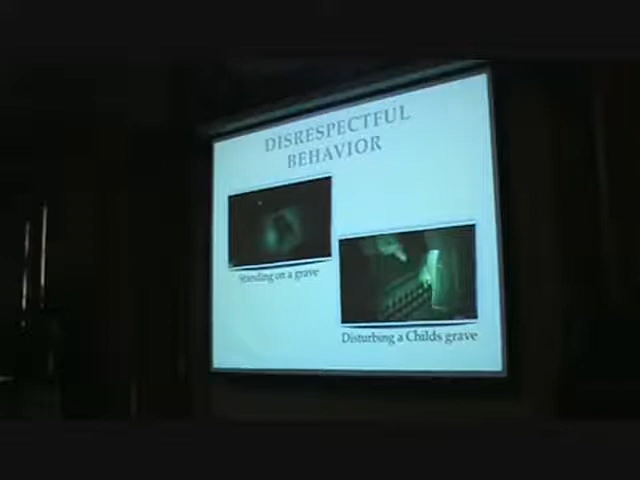 DISRESPECTFUL
BEHAVIOR
Standing on a grave
Disturbing a Childs grave